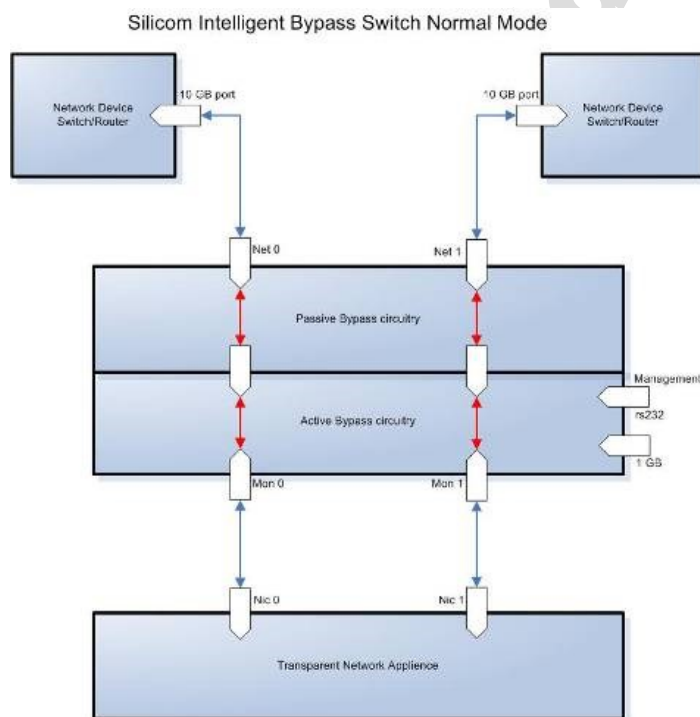 Silicom Intelligent Bypass Switch Normal Mode
Network Device
Switch/Router
10 GB port
10 GB port
Network Device
Switch/Router
Net 0
Net 1
Passive Bypass circuitry
Management
rs232
Active Bypass circuitry
1 GB
Mon 0
Mon 1
Nic 0
Nic 1
Transparent Network Applience